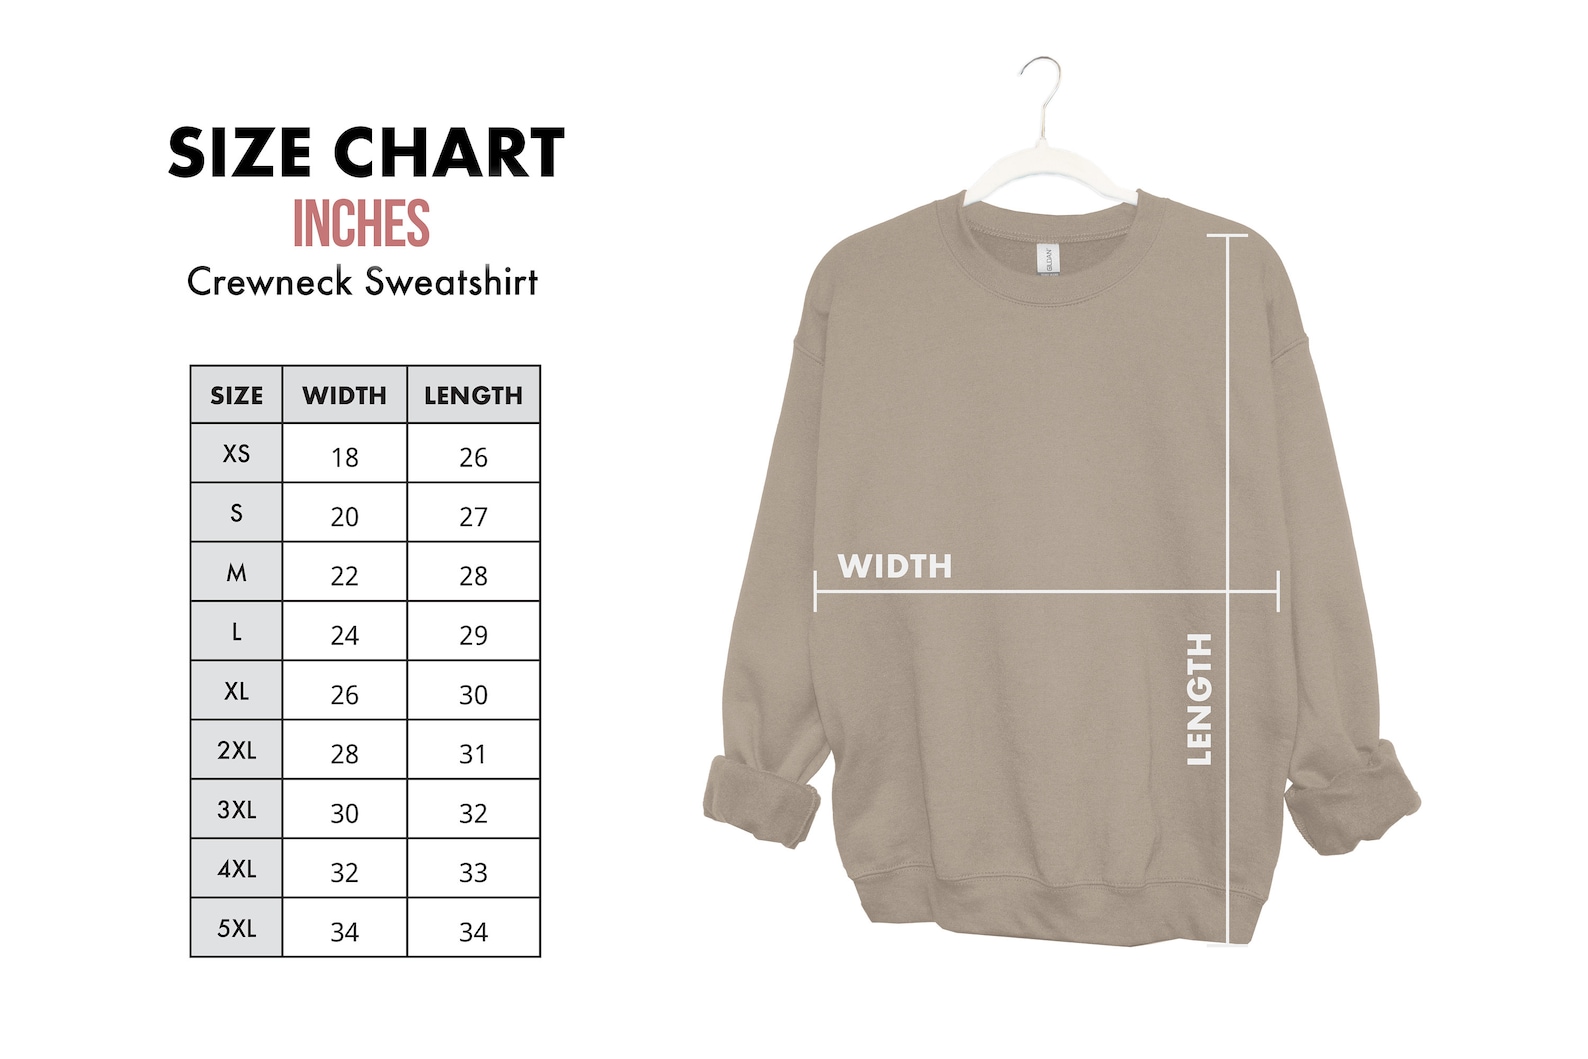 SIZE CHART
INCHES
Crewneck Sweatshirt
SIZE WIDTH LENGTH
XS 18 26
S 20 27
M 22 28
L 24 29
XL 26 30
2XL 28 31
3XL 30 32
4XL 32 33
5XL 34 34
GILDAN
WIDTH
LENGTH